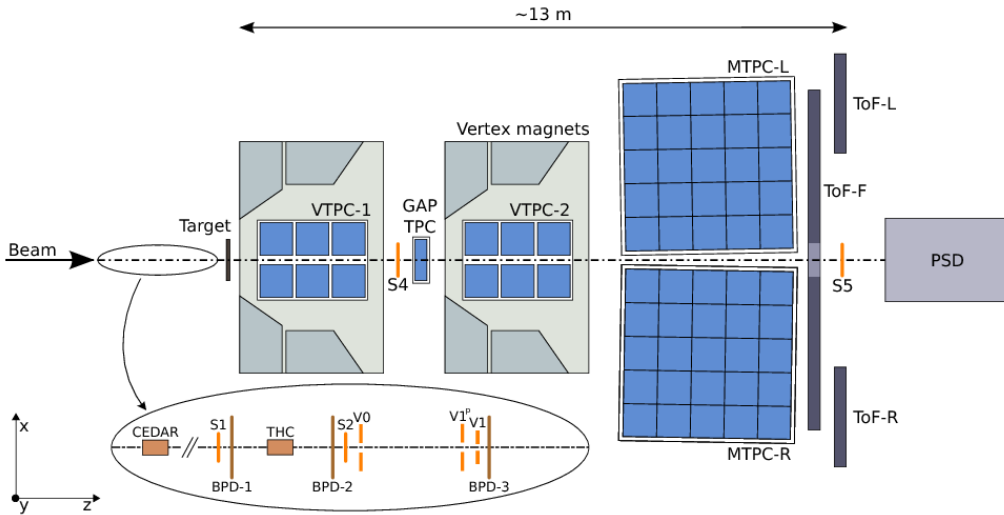 ~13 m
MTPC-L
ToF-L
Vertex magnets
ToF-F
Target
VTPC-1
GAP
TPC
VTPC-2
Beam
S4
S5
PSD
x
y
z
CEDAR
S1
BPD-1
THC
BPD-2
S2
V0
V1ᵖ
V1
BPD-3
MTPC-R
ToF-R